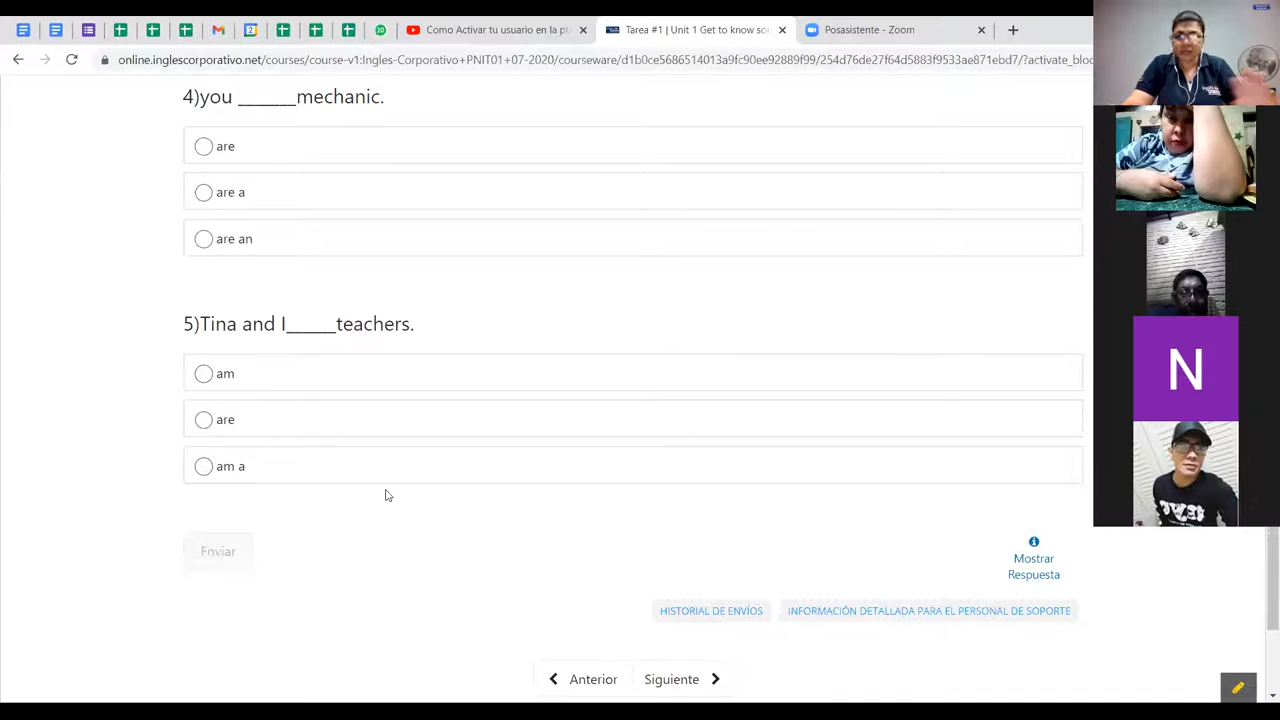 Como Activar tu usuario en la pl
Tarea #1 | Unit 1 Get to know so
Posasistente - Zoom
online.inglescorporativo.net/courses/course-v1:Ingles-Corporativo+PNIT01+07-2020/courseware/d1b0ce5686514013a9fc90ee92889f99/254d76de27f64d5883f9533ae871ebd7/?activate_bloc
4)you _______mechanic.
are
are a
are an
5)Tina and I______teachers.
am
are
am a
Enviar
Mostrar
Respuesta
HISTORIAL DE ENVÍOS
INFORMACIÓN DETALLADA PARA EL PERSONAL DE SOPORTE
Anterior
Siguiente
N